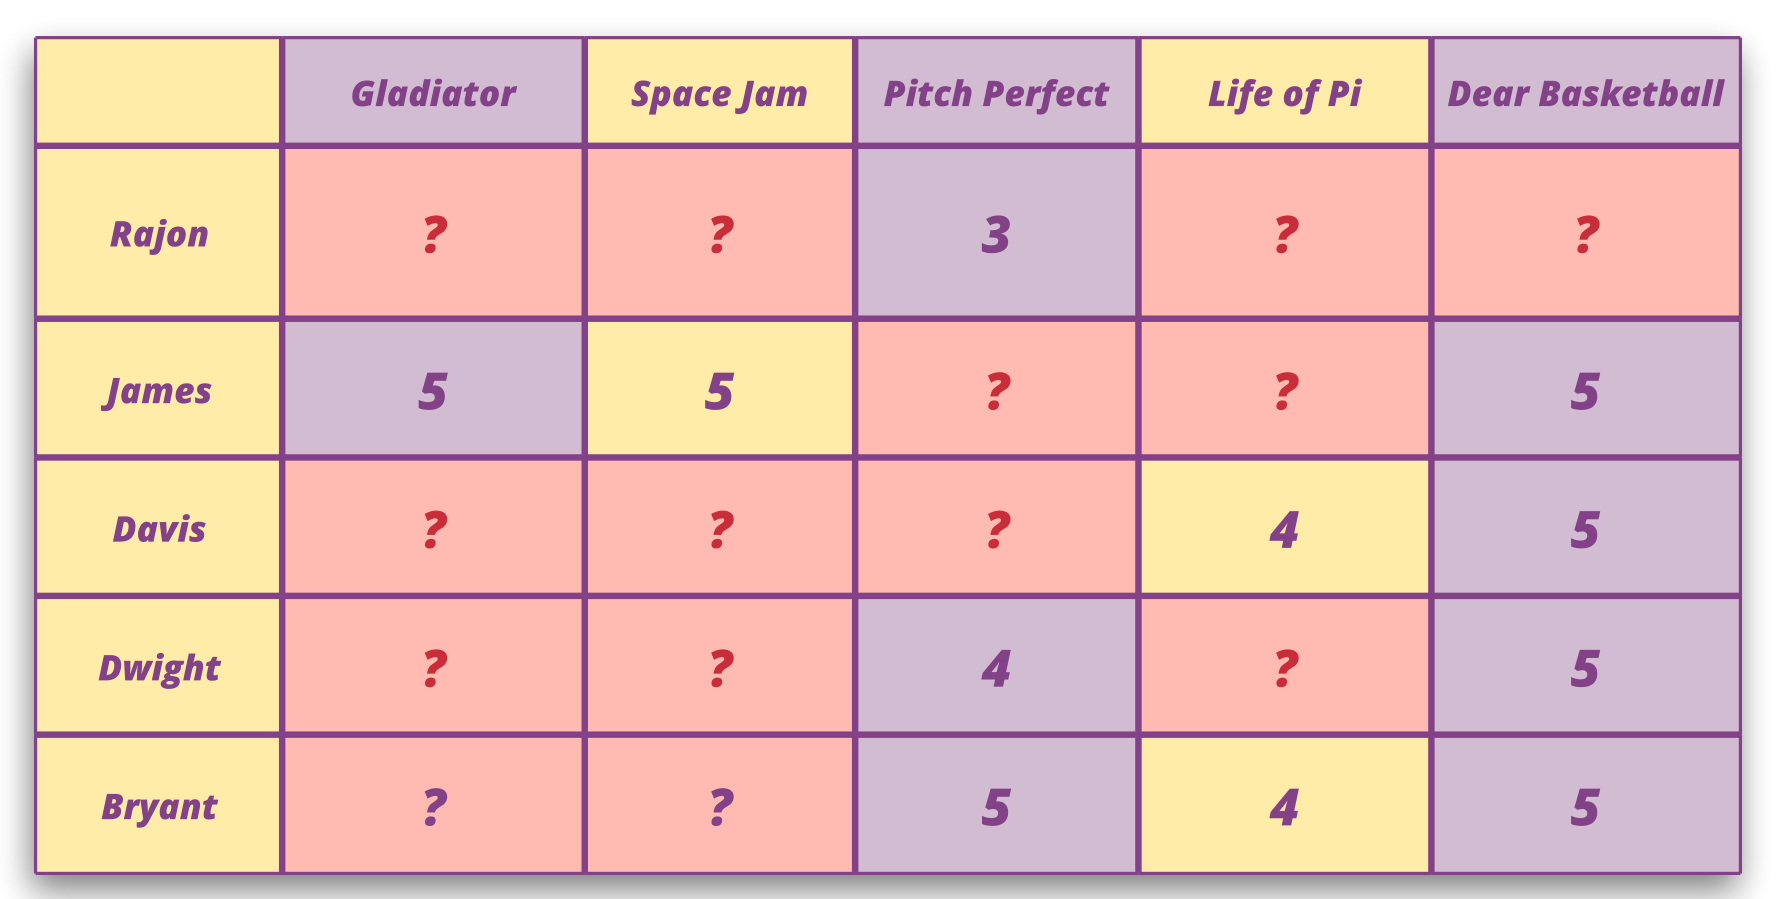 Gladiator Space Jam Pitch Perfect Life of Pi Dear Basketball
Rajon ? ? 3 ? ?
James 5 5 ? ? 5
Davis ? ? ? 4 5
Dwight ? ? 4 ? 5
Bryant ? ? 5 4 5